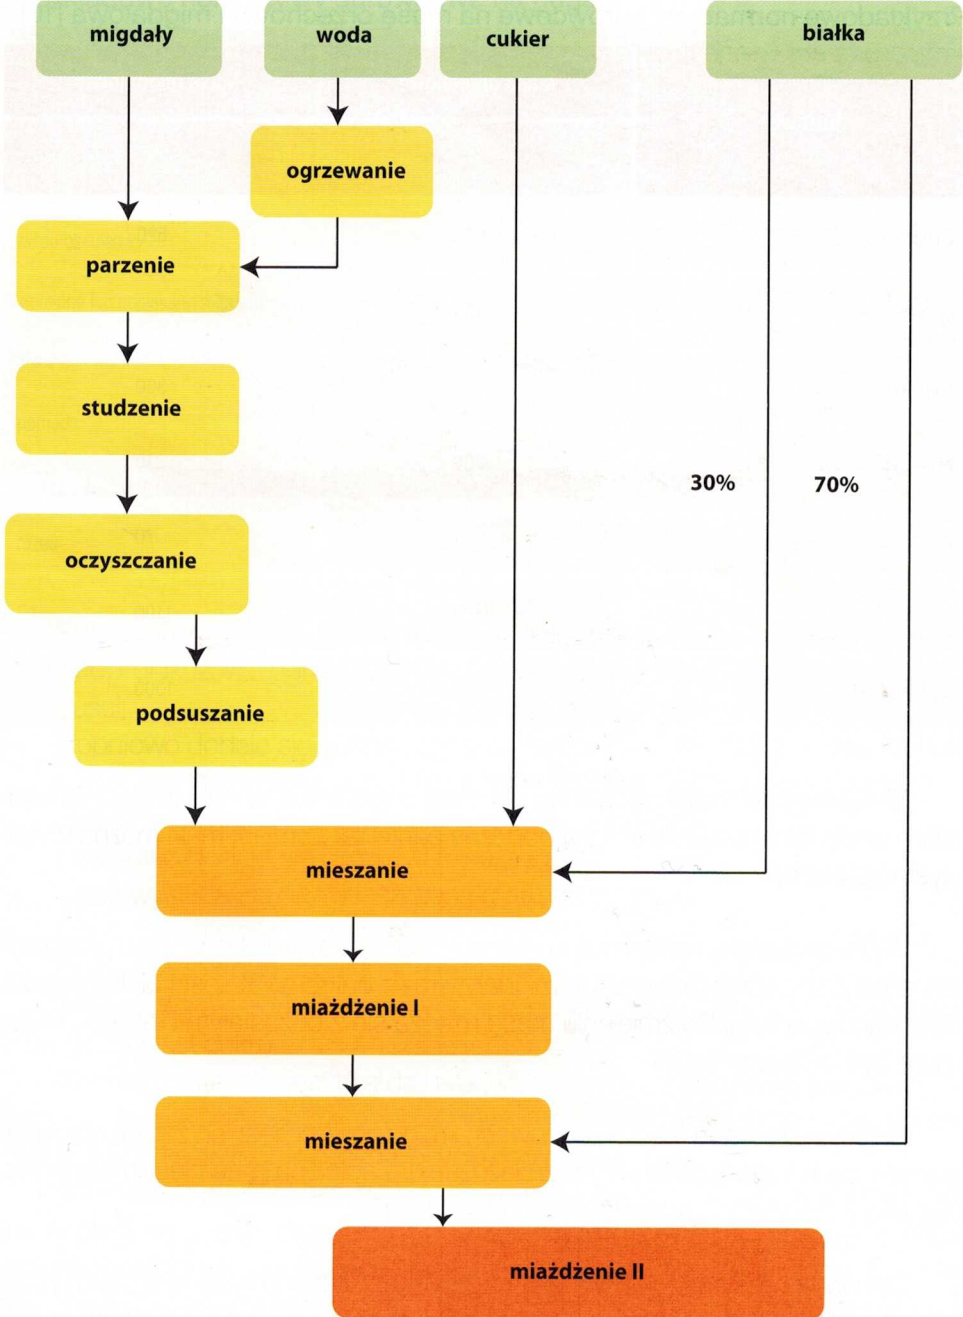 migdały
woda
cukier
białka
ogrzewanie
parzenie
studzenie
30%
70%
oczyszczanie
podsuszanie
mieszanie
miażdżenie I
mieszanie
miażdżenie II